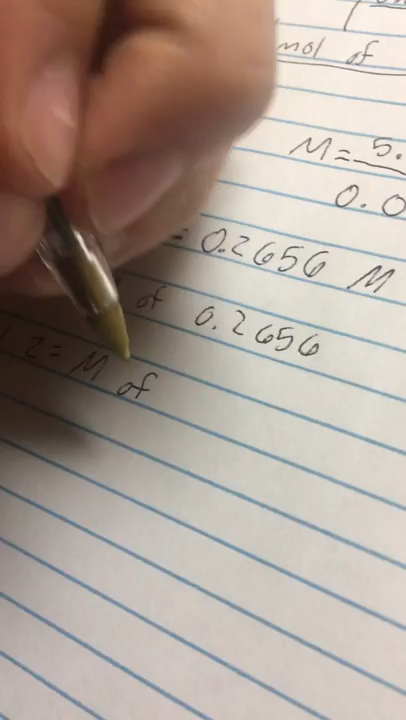 mol of
M = 5.
0.0
= 0.2656 M
of 0.2656
2 = M of